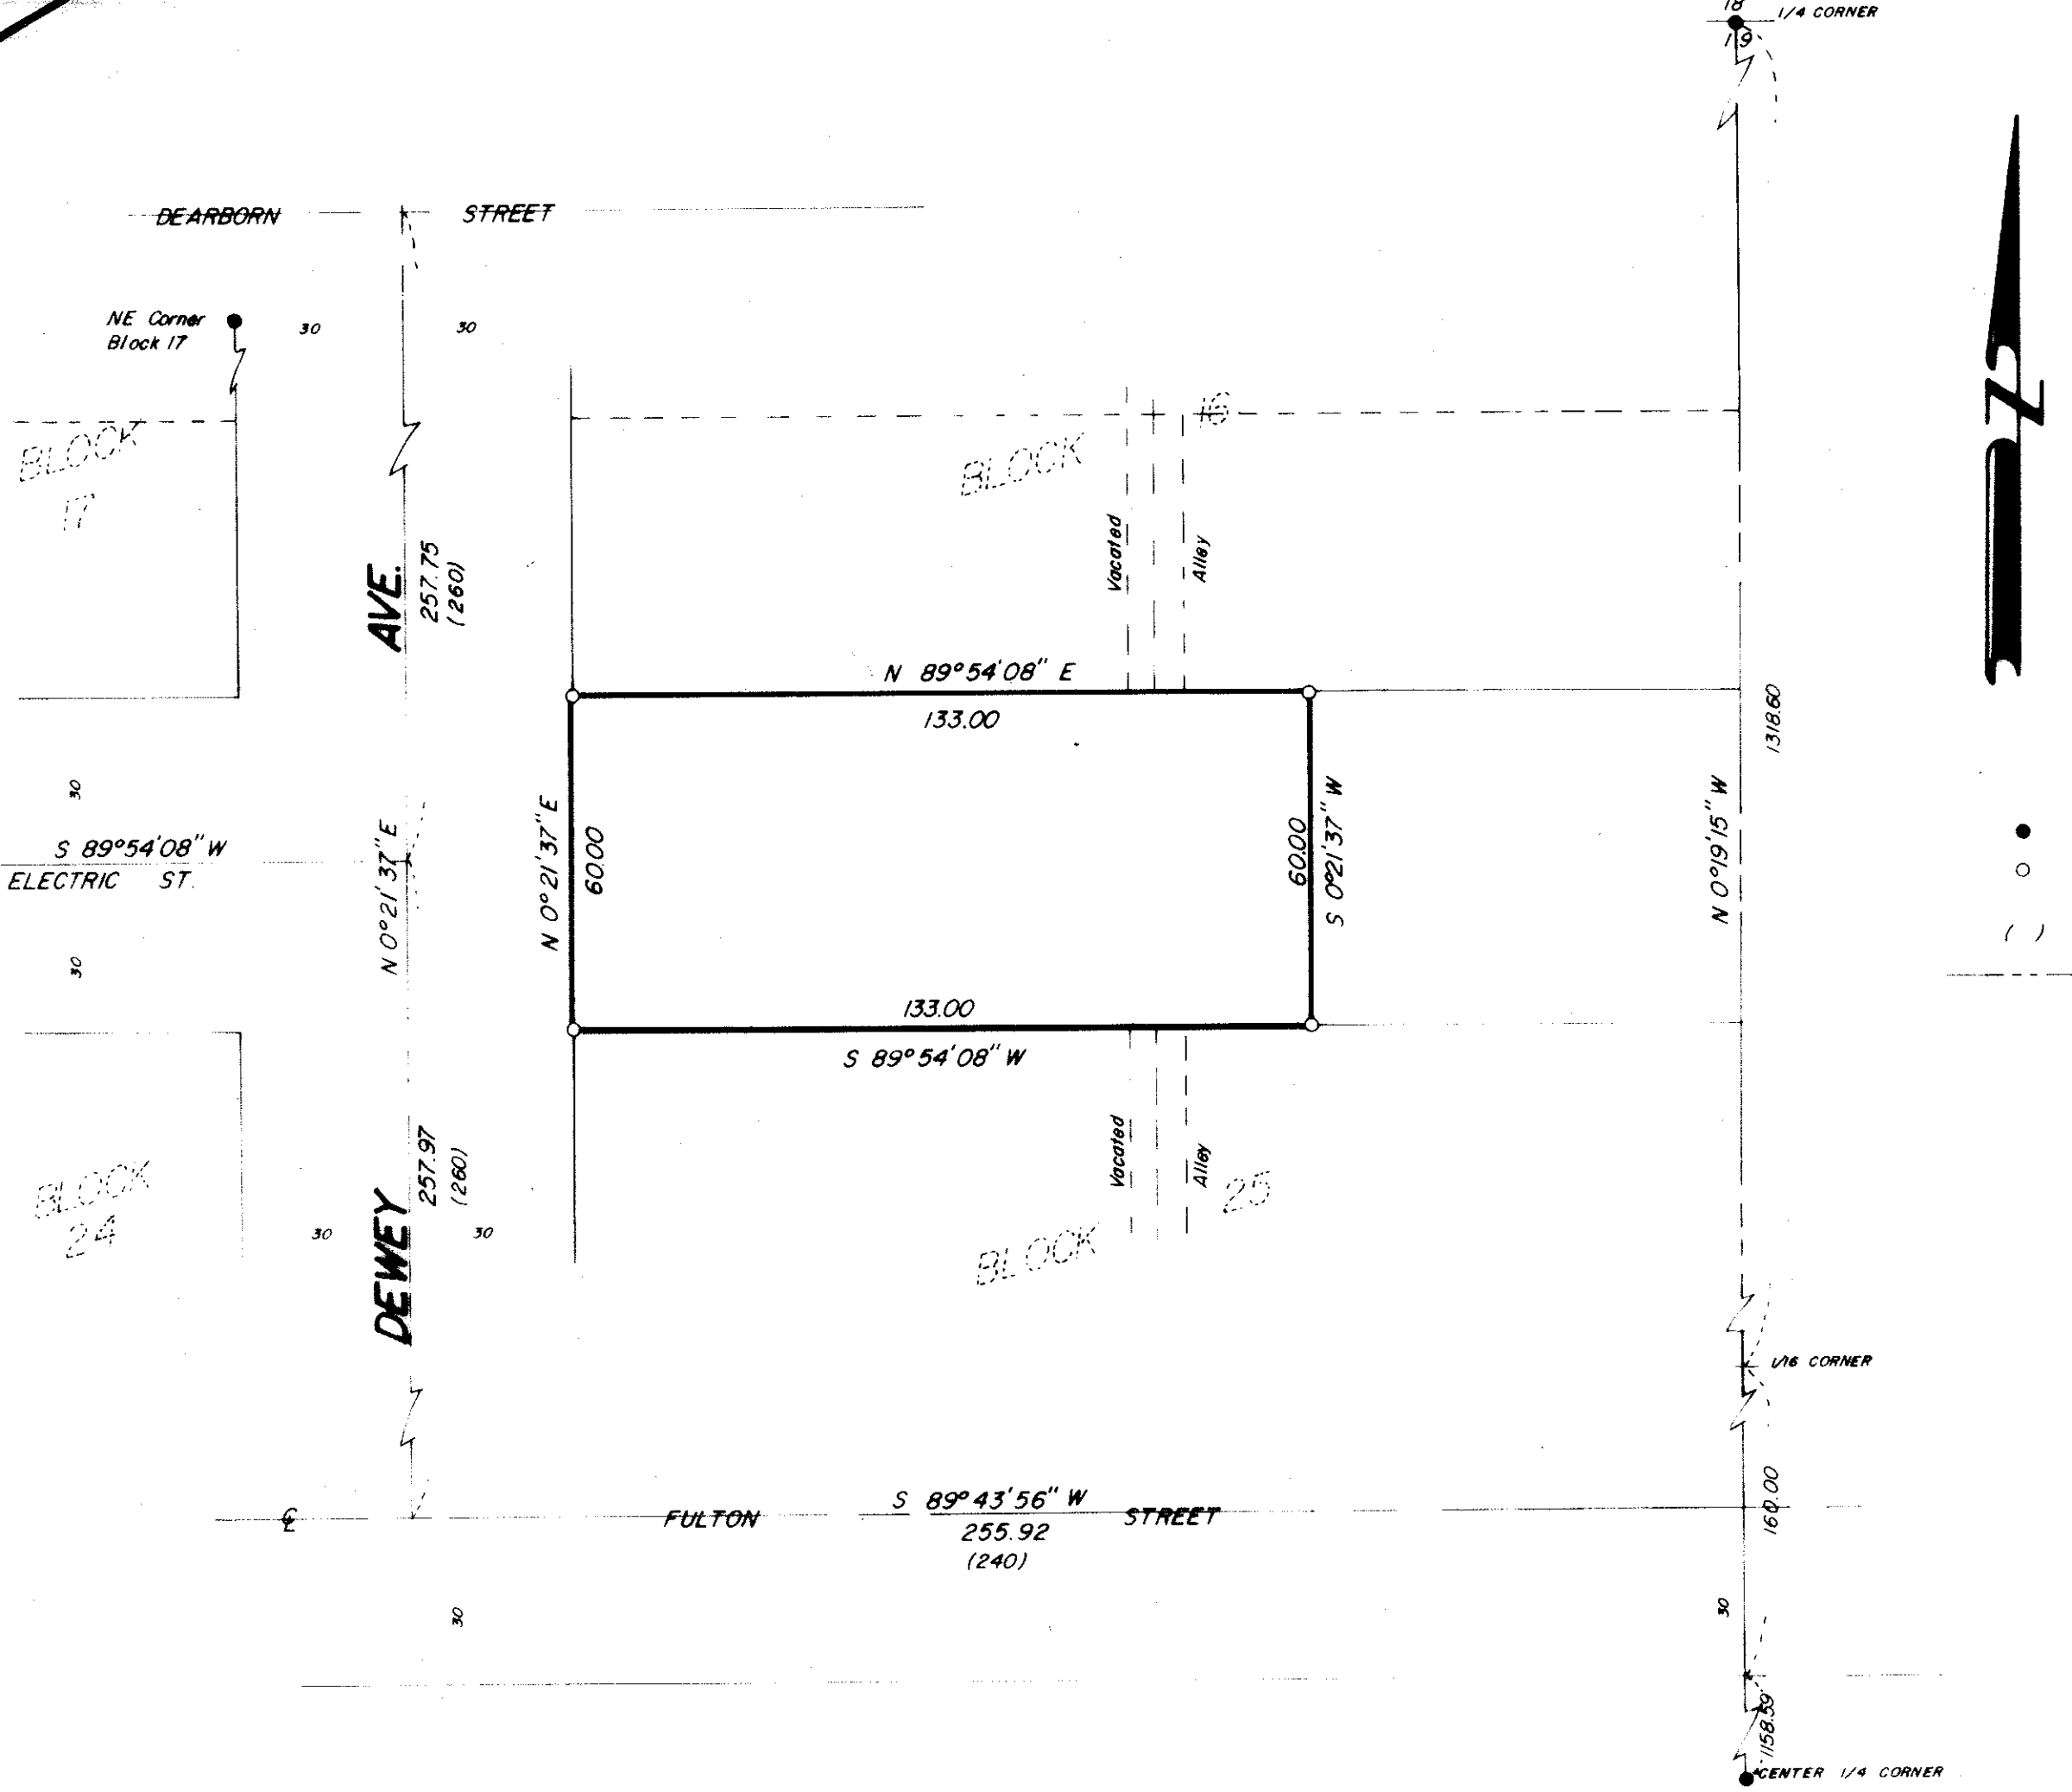 18
1/4 CORNER
19
DEARBORN STREET
NE Corner
Block 17
30
30
BLOCK
17
BLOCK
16
AVE.
257.75
(260)
Vacated
Alley
N 89°54'08" E
133.00
1318.60
N
30
S 89°54'08" W
ELECTRIC ST.
30
N 0°21'37" E
N 0°21'37" E
60.00
60.00
S 0°21'37" W
N 0°19'15" W
( )
133.00
S 89°54'08" W
Vacated
Alley
DEWEY
257.97
(260)
BLOCK
24
30
30
BLOCK
25
1/16 CORNER
℄
FULTON STREET
S 89°43'56" W
255.92
(240)
160.00
30
30
1158.59'
CENTER 1/4 CORNER